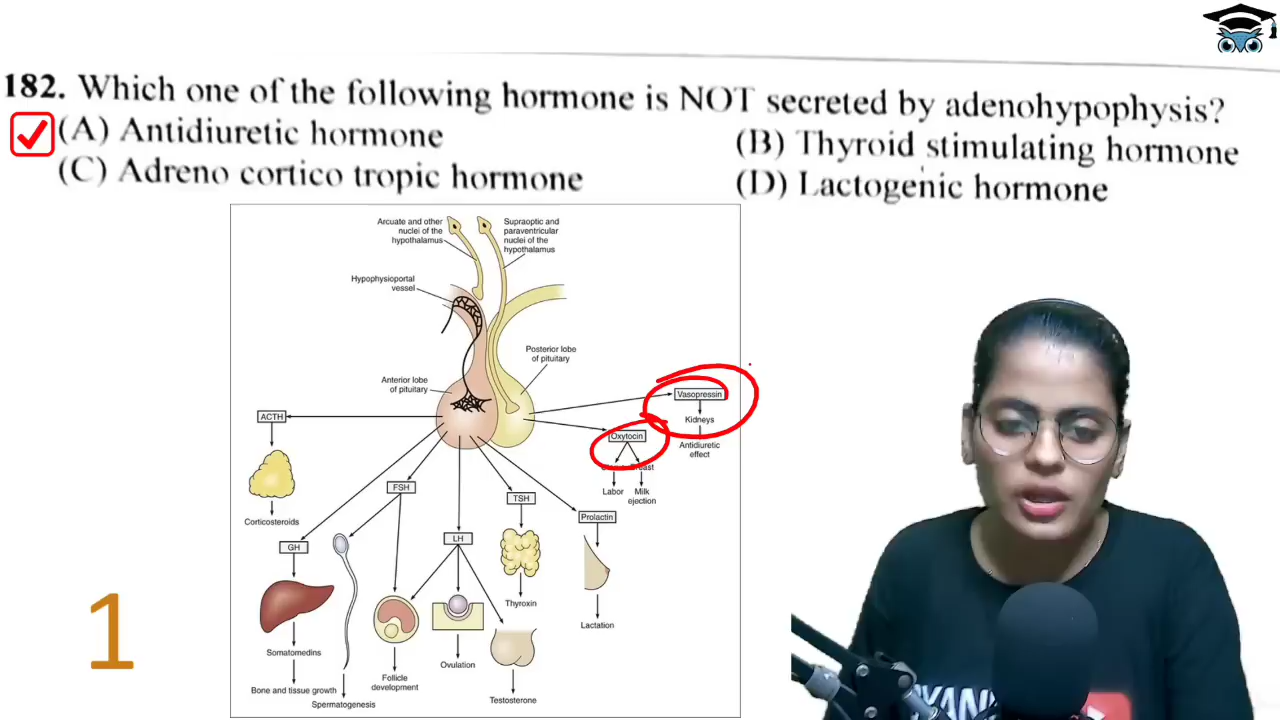 182. Which one of the following hormone is NOT secreted by adenohypophysis?
(A) Antidiuretic hormone
(B) Thyroid stimulating hormone
(C) Adreno cortico tropic hormone
(D) Lactogenic hormone
Arcuate and other
nuclei of the
hypothalamus
Supraoptic and
paraventricular
nuclei of the
hypothalamus
Hypophysioportal
vessel
Posterior lobe
of pituitary
Anterior lobe
of pituitary
Vasopressin
Kidneys
Antidiuretic
effect
Oxytocin
Breast
Labor
Milk
ejection
ACTH
Corticosteroids
FSH
TSH
Prolactin
LH
GH
Thyroxin
Lactation
Somatomedins
Ovulation
Follicle
development
Testosterone
Bone and tissue growth
Spermatogenesis
1